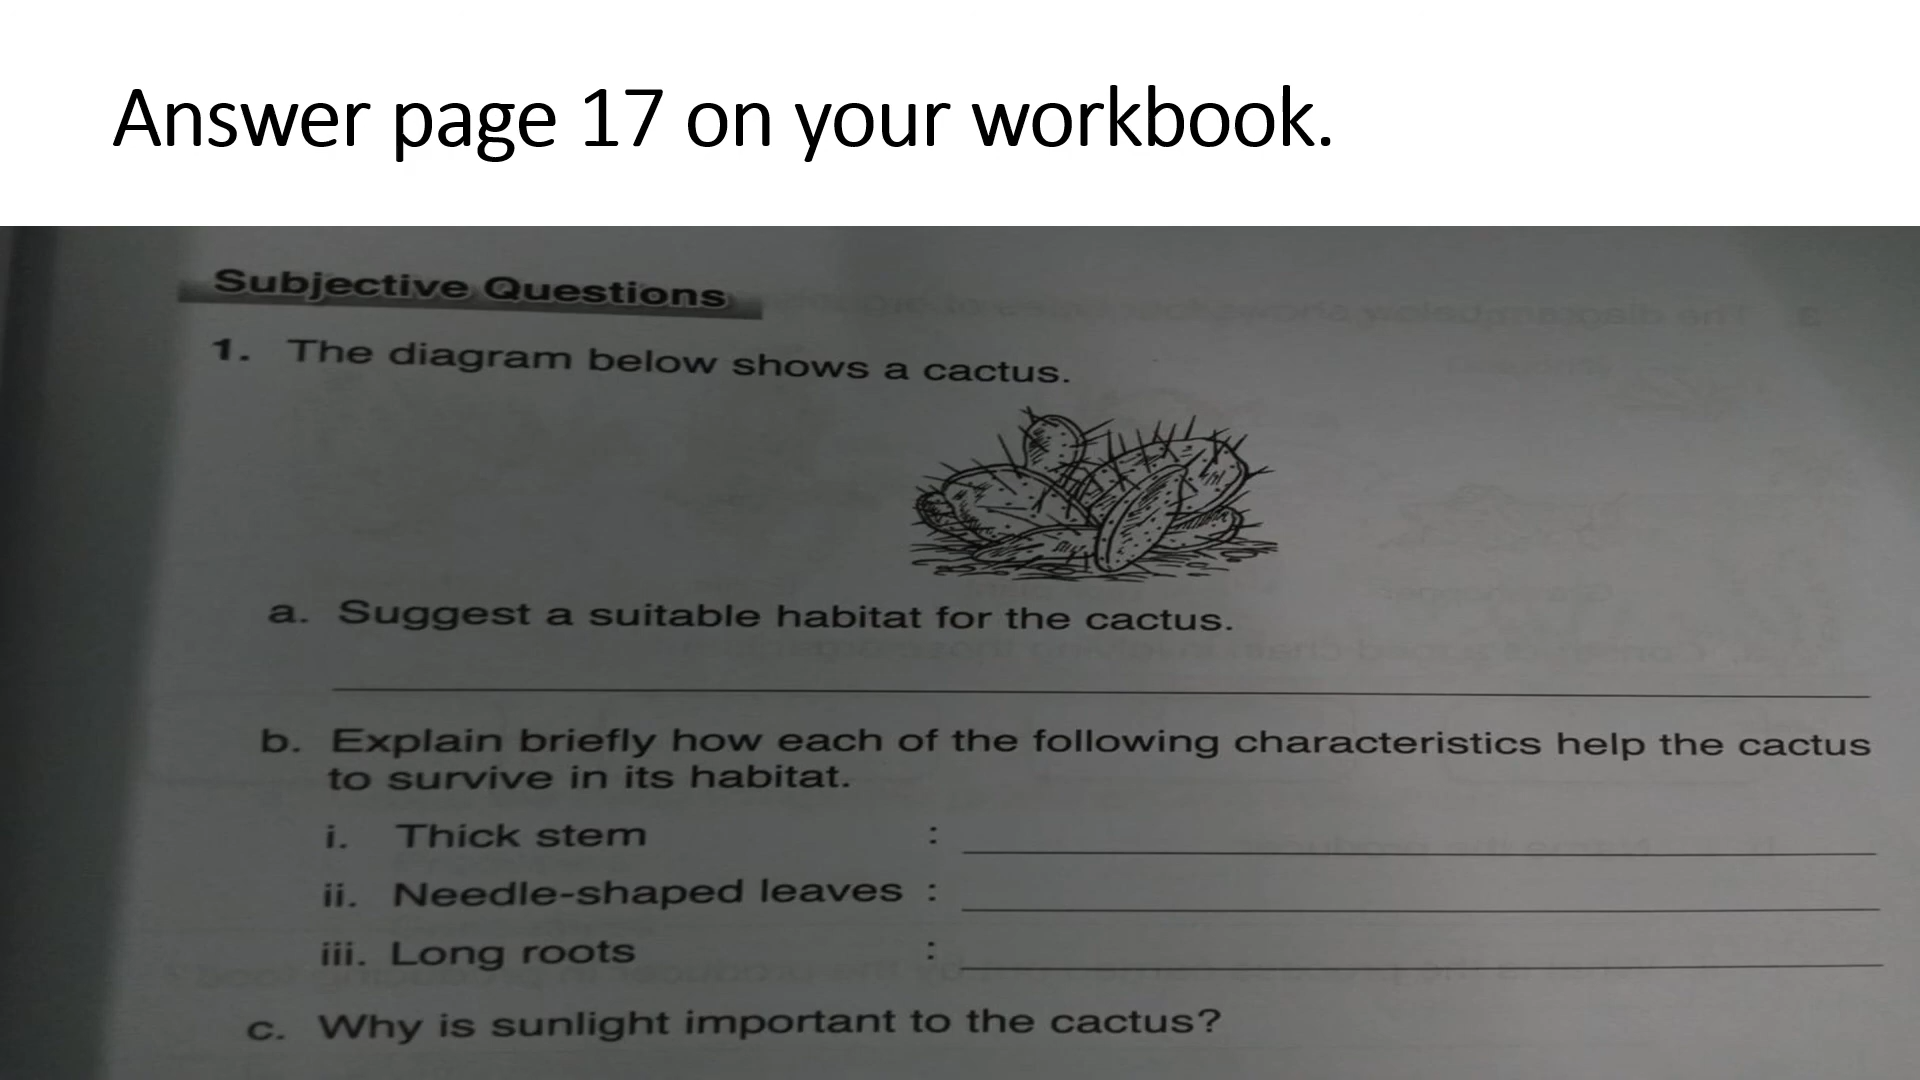 Answer page 17 on your workbook.
Subjective Questions
1. The diagram below shows a cactus.
a. Suggest a suitable habitat for the cactus.
b. Explain briefly how each of the following characteristics help the cactus
to survive in its habitat.
i. Thick stem :
ii. Needle-shaped leaves :
iii. Long roots :
c. Why is sunlight important to the cactus?